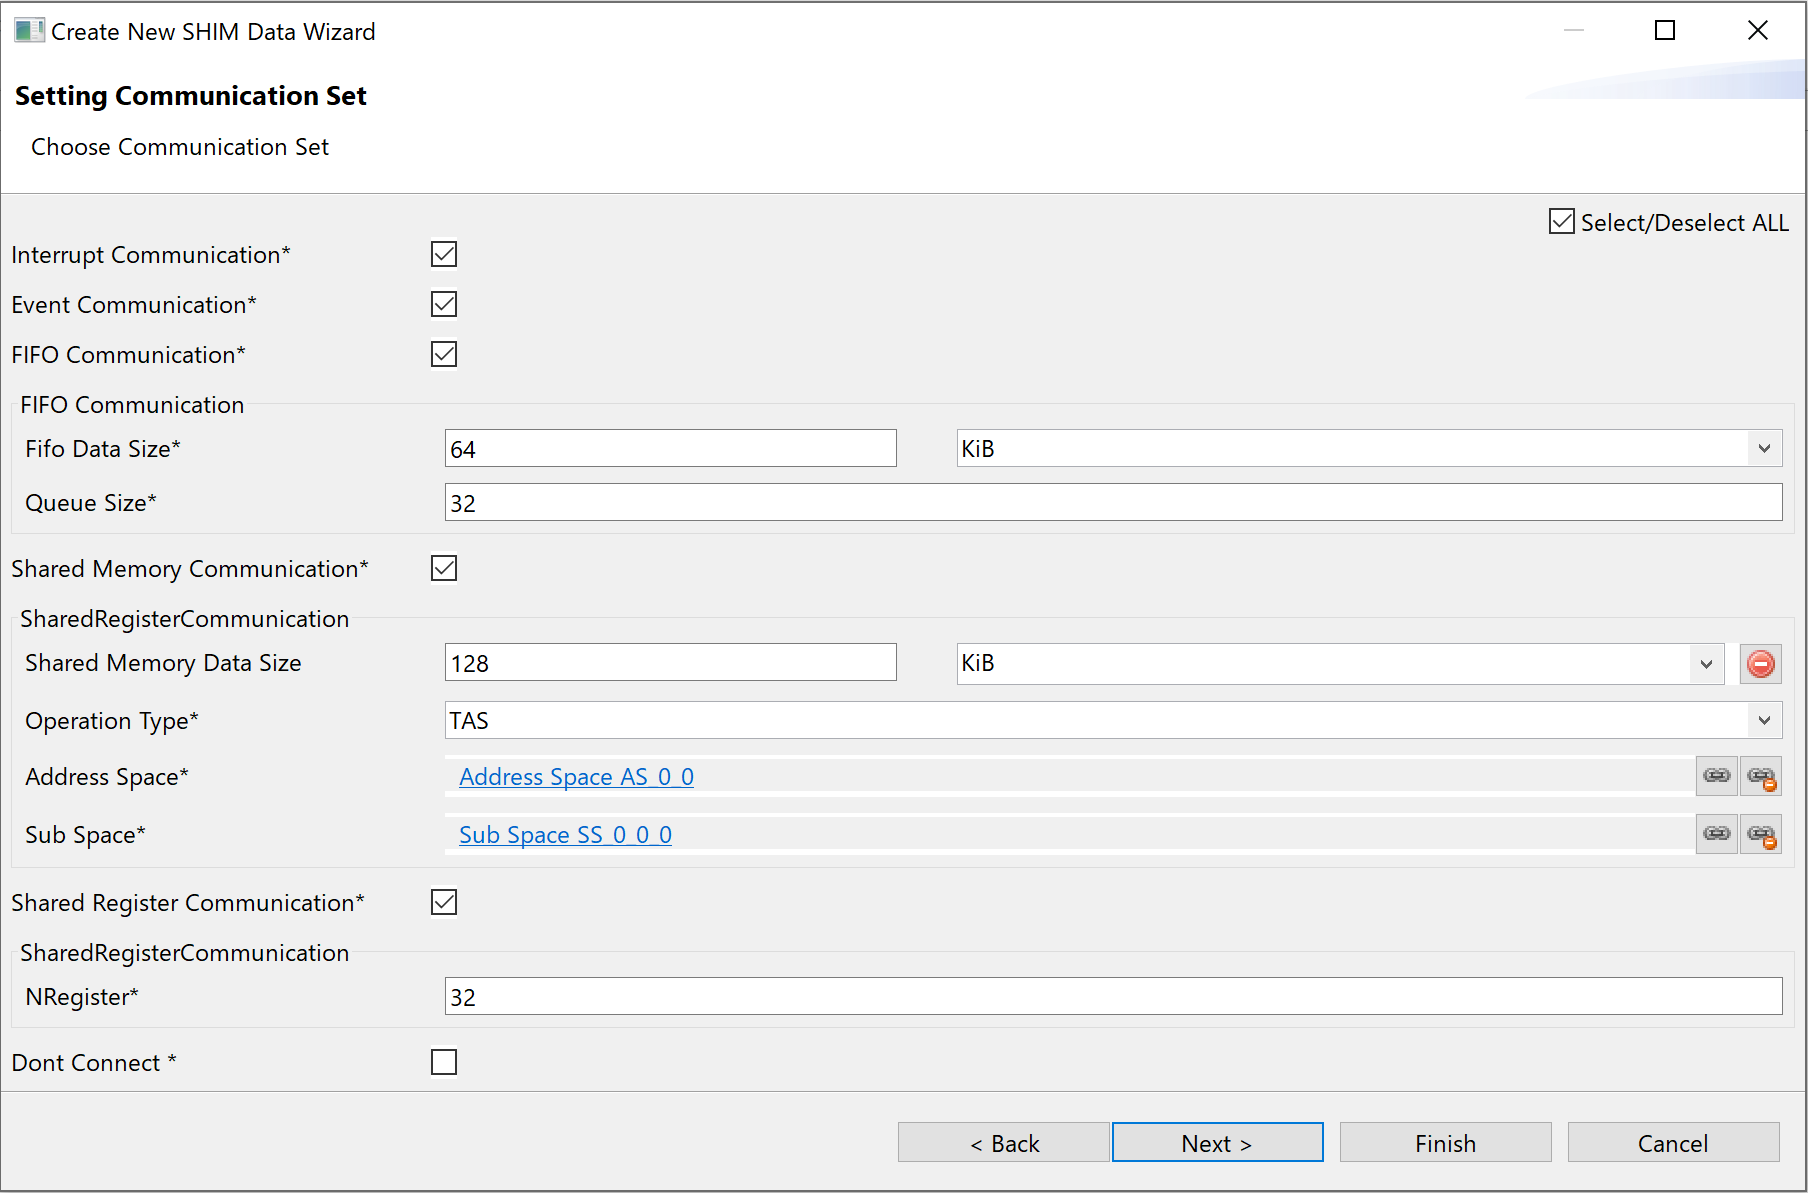 Create New SHIM Data Wizard
Setting Communication Set
Choose Communication Set
Select/Deselect ALL
Interrupt Communication*
Event Communication*
FIFO Communication*
FIFO Communication
Fifo Data Size* 64 KiB
Queue Size* 32
Shared Memory Communication*
SharedRegisterCommunication
Shared Memory Data Size 128 KiB
Operation Type* TAS
Address Space* Address Space AS_0_0
Sub Space* Sub Space SS_0_0_0
Shared Register Communication*
SharedRegisterCommunication
NRegister* 32
Dont Connect *
< Back Next > Finish Cancel